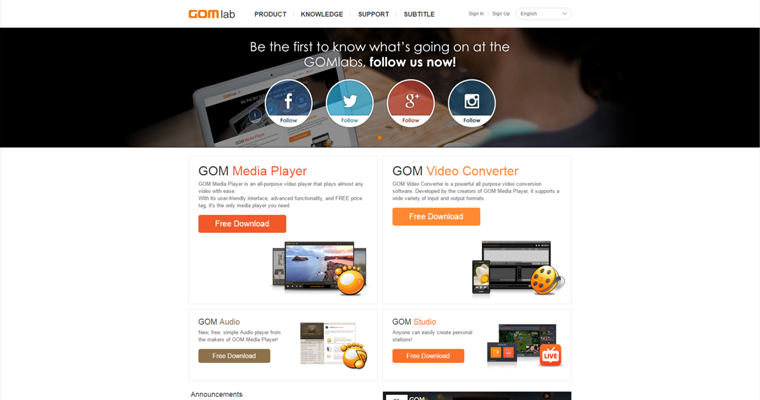 GOM lab
PRODUCT
KNOWLEDGE
SUPPORT
SUBTITLE
Sign in
Sign Up
English
Be the first to know what's going on at the
GOMlabs, follow us now!
Follow
Follow
Follow
Follow
GOM Media Player
GOM Media Player is an all-purpose video player that plays almost any
video with ease.
With its user-friendly interface, advanced functionality, and FREE price
tag. It's the only media player you need.
Free Download
GOM Video Converter
GOM Video Converter is a powerful all purpose video conversion
software. Developed by the creators of GOM Media Player, it supports a
wide variety of input and output formats.
Free Download
GOM Audio
New, free, simple Audio player from
the makers of GOM Media Player!
Free Download
GOM Studio
Anyone can easily create personal
stations!
Free Download
LIVE
Announcements
GOM